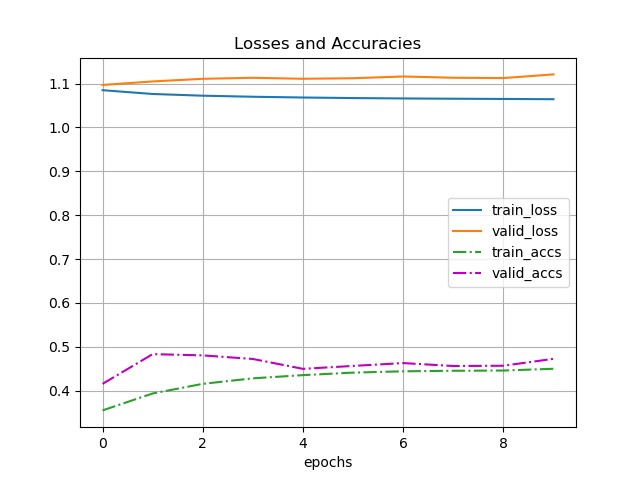 Losses and Accuracies
1.1
1.0
0.9
0.8
0.7
0.6
0.5
0.4
train_loss
valid_loss
train_accs
valid_accs
0 2 4 6 8
epochs